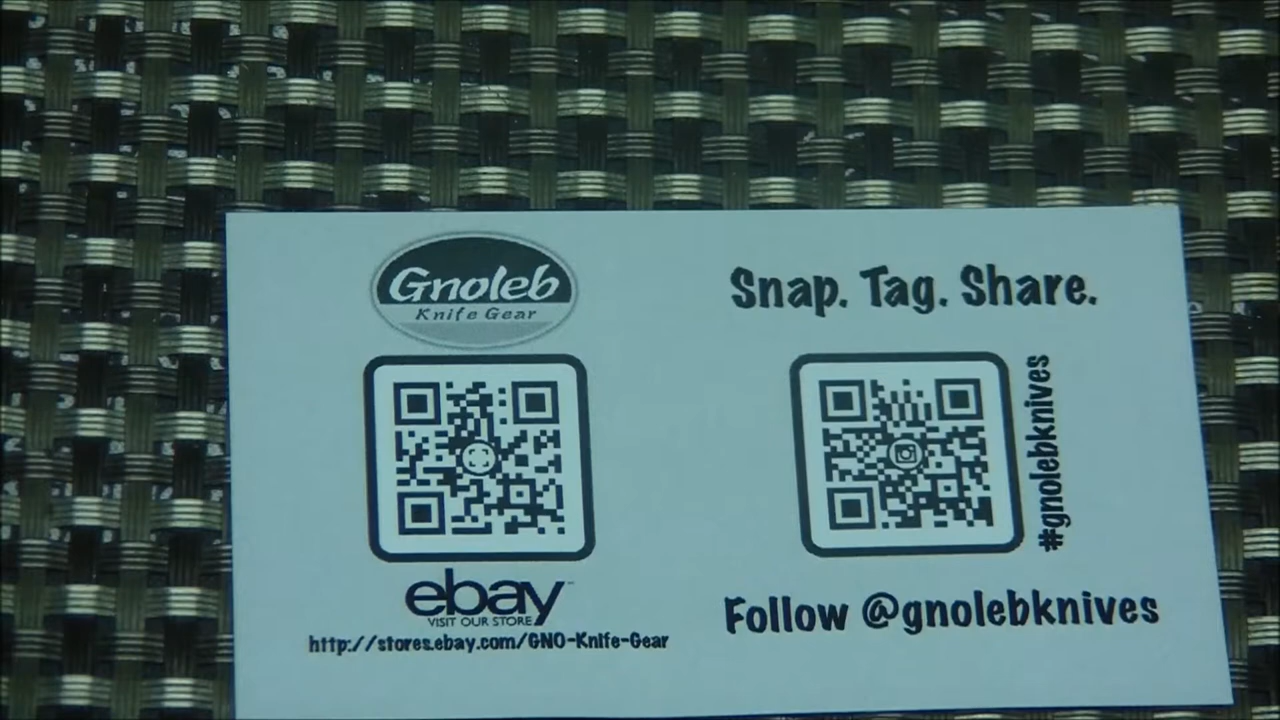 Gnoleb
Knife Gear
ebay
VISIT OUR STORE
http://stores.ebay.com/GNO-Knife-Gear
Snap. Tag. Share.
#gnolebknives
Follow @gnolebknives